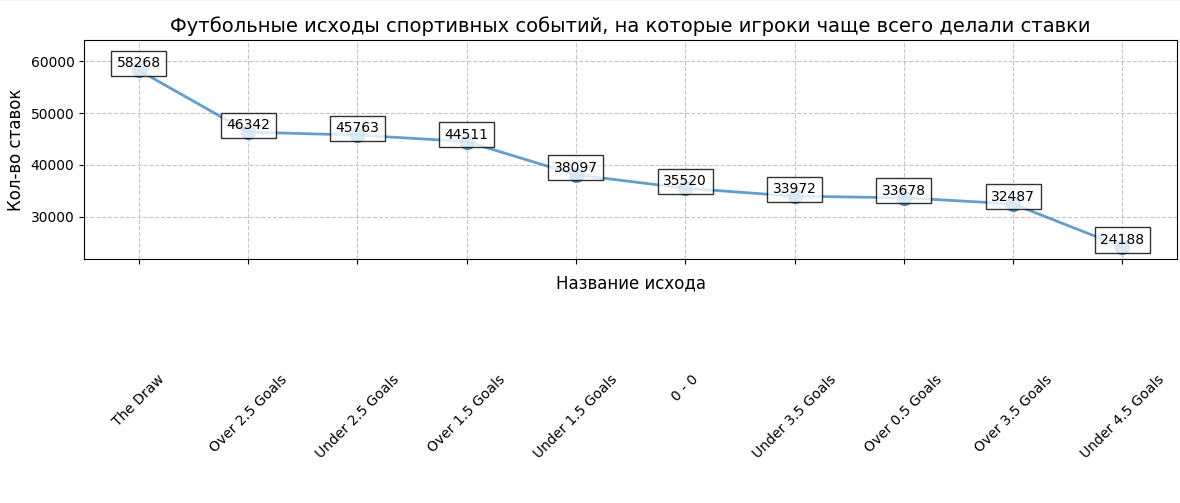 Футбольные исходы спортивных событий, на которые игроки чаще всего делали ставки
Кол-во ставок
60000
50000
40000
30000
58268
46342
45763
44511
38097
35520
33972
33678
32487
24188
Название исхода
The Draw
Over 2.5 Goals
Under 2.5 Goals
Over 1.5 Goals
Under 1.5 Goals
0 - 0
Under 3.5 Goals
Over 0.5 Goals
Over 3.5 Goals
Under 4.5 Goals